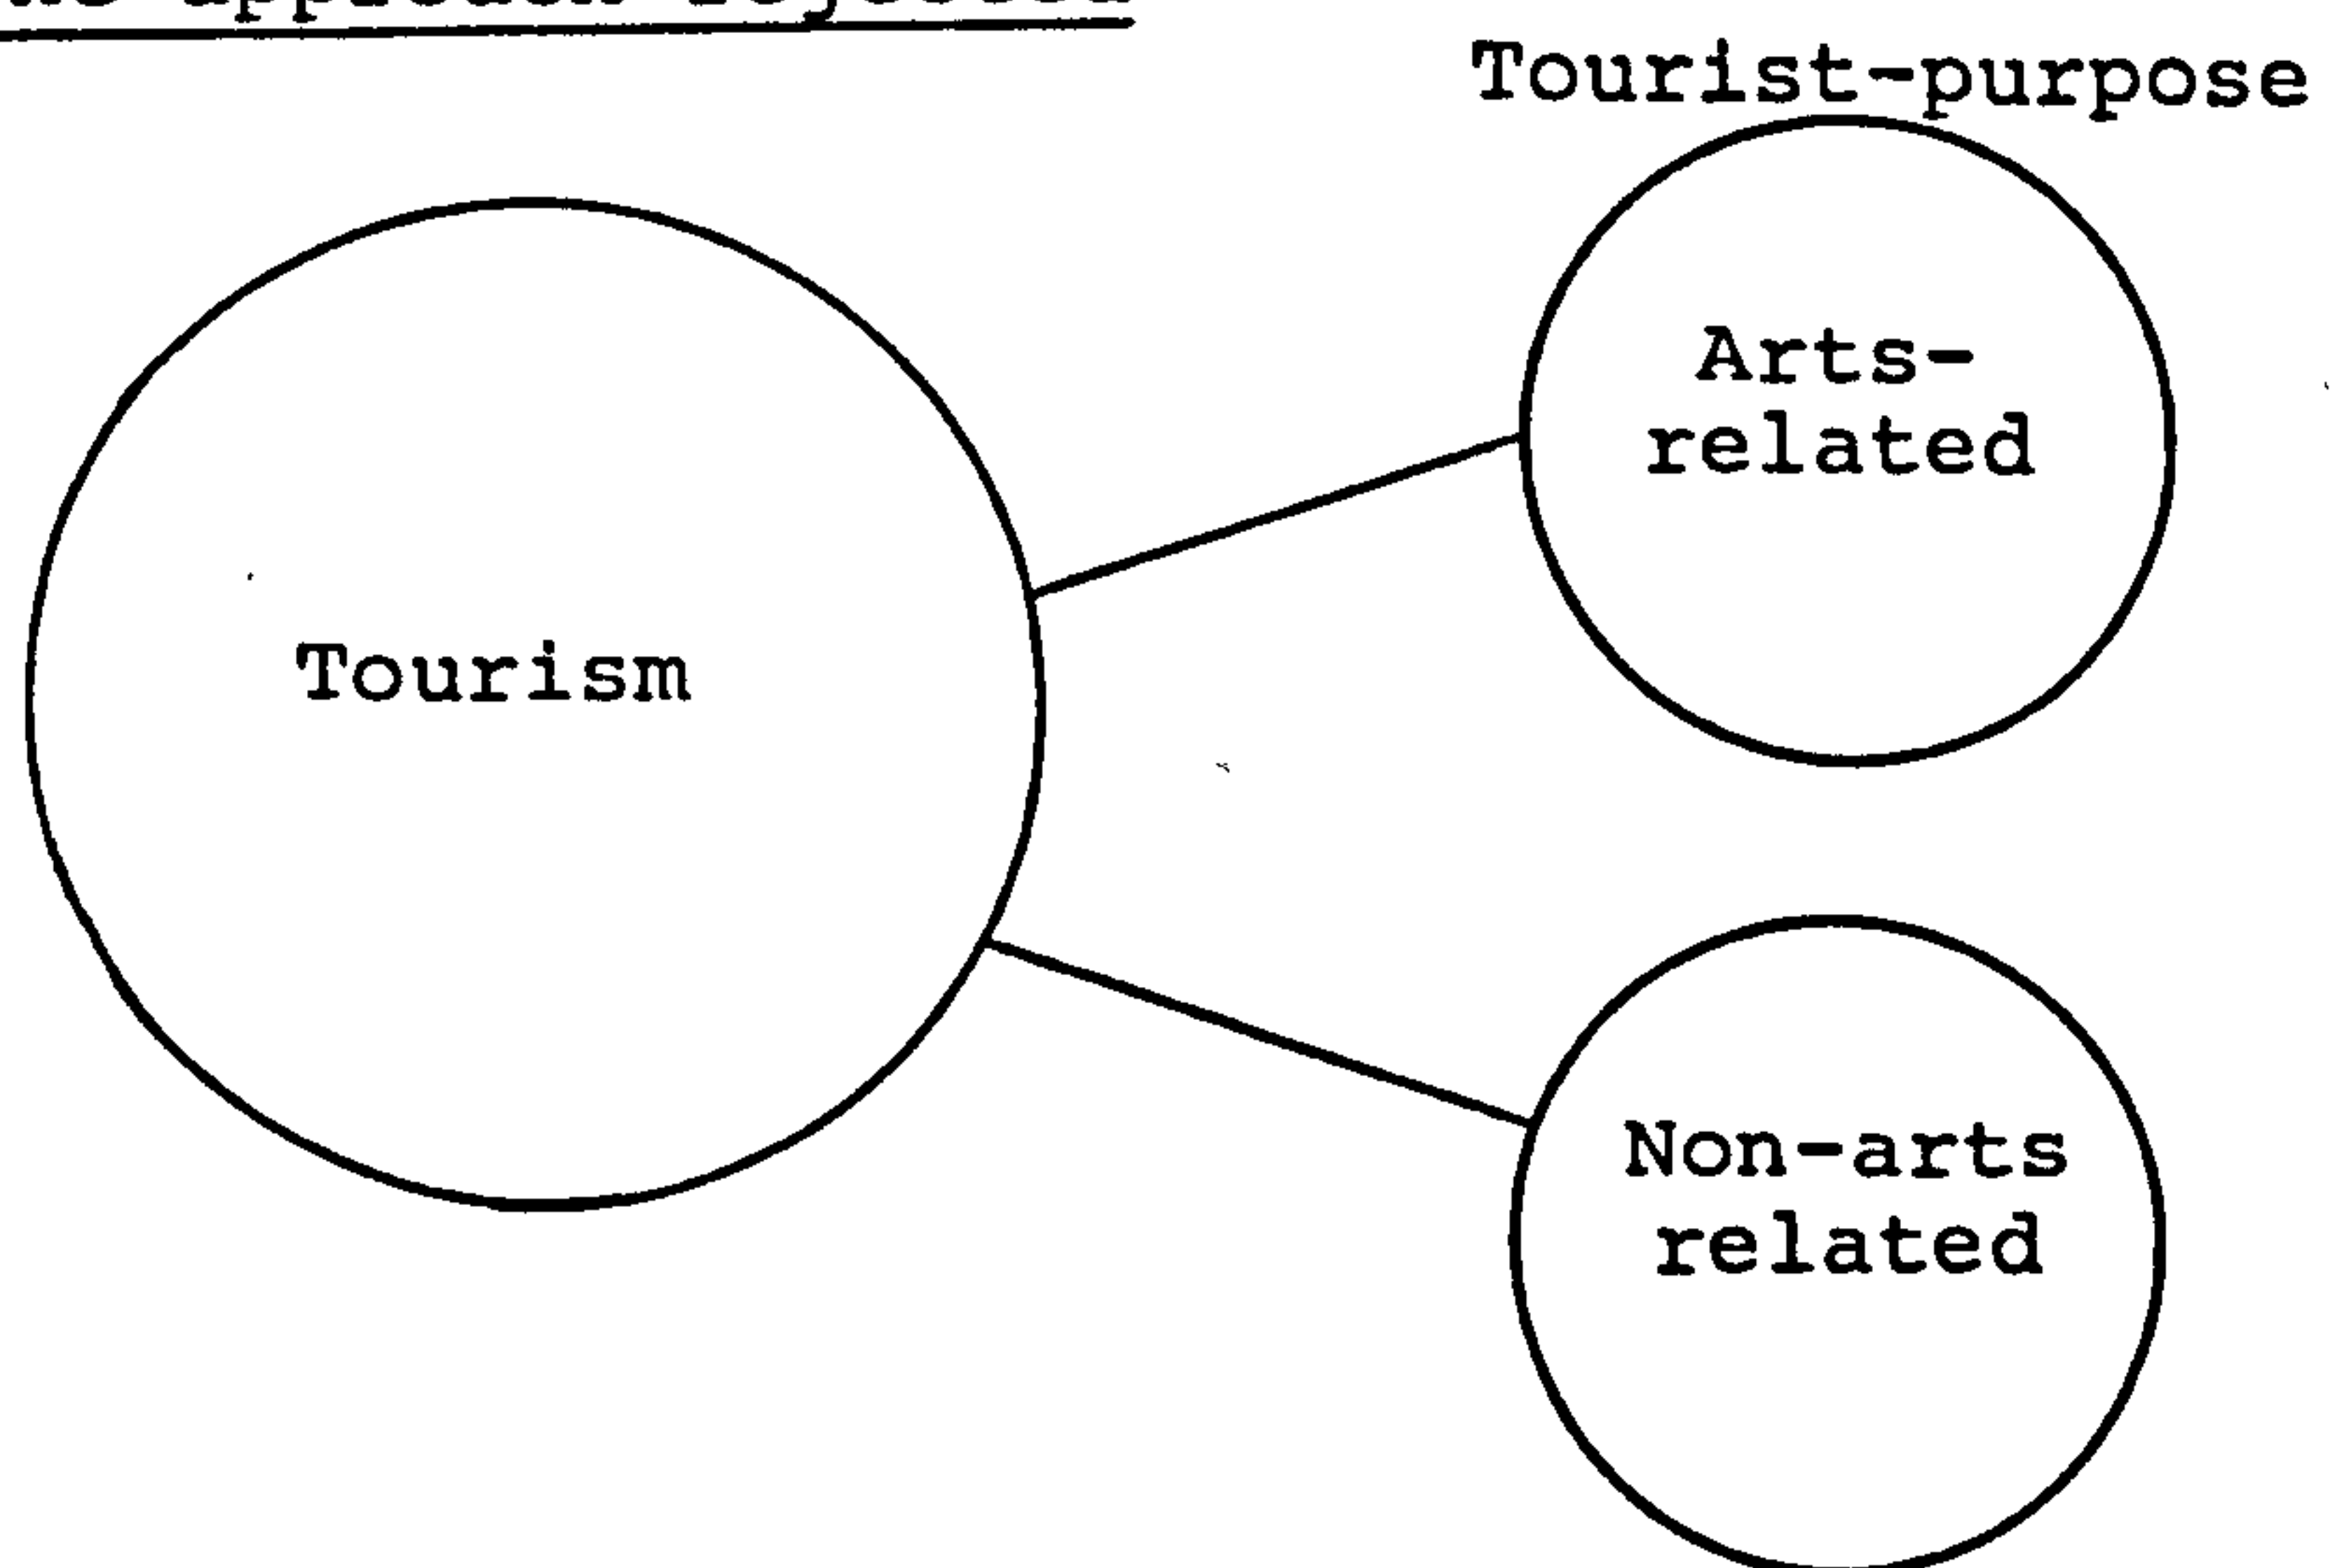 Tourist-purpose
Arts-
related
Tourism
Non-arts
related